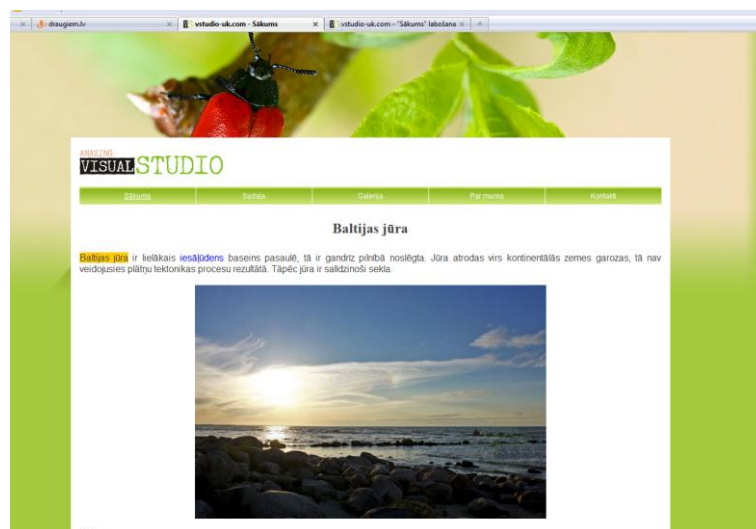 draugiem.lv
vstudio-uk.com - Sākums
vstudio-uk.com - "Sākums" labošana
AMAZING
VISUAL STUDIO
Sākums Sadaļa Galerija Par mums Kontakti
Baltijas jūra
Baltijas jūra ir lielākais iesāļūdens baseins pasaulē, tā ir gandrīz pilnībā noslēgta. Jūra atrodas virs kontinentālās zemes garozas, tā nav
veidojusies plātņu tektonikas procesu rezultātā. Tāpēc jūra ir salīdzinoši sekla.